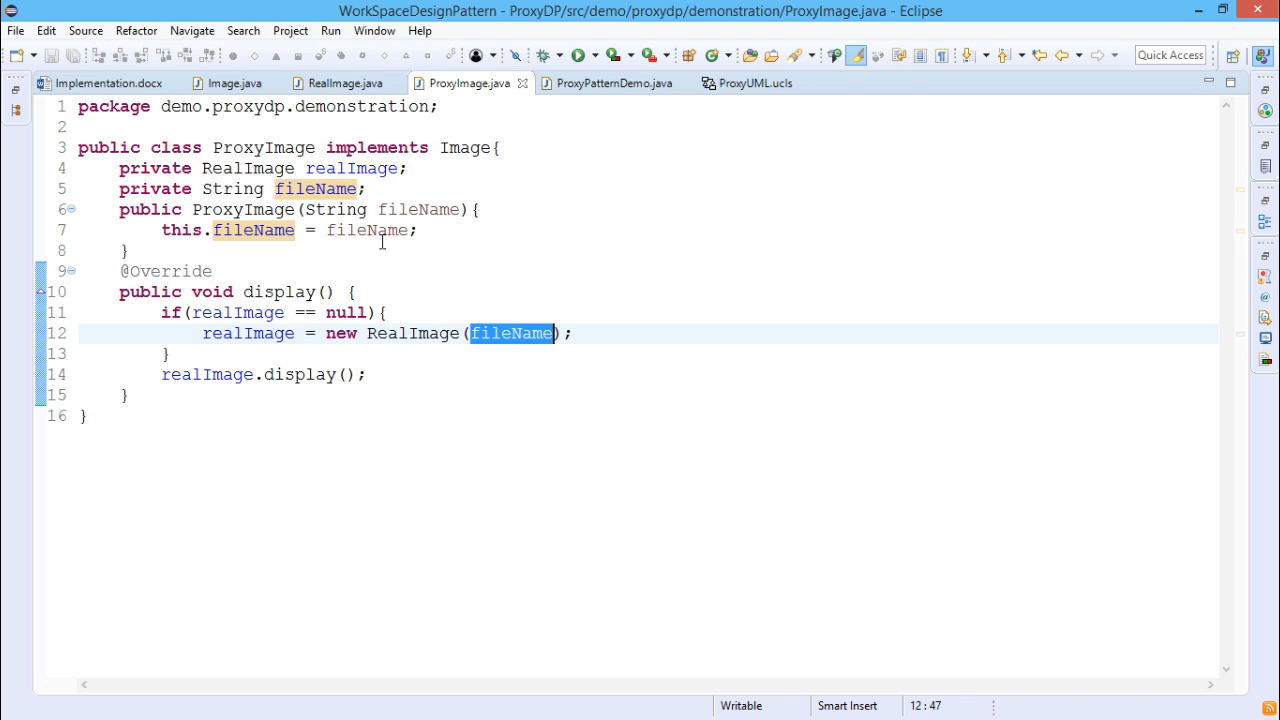 WorkSpaceDesignPattern - ProxyDP/src/demo/proxydp/demonstration/ProxyImage.java - Eclipse
File Edit Source Refactor Navigate Search Project Run Window Help
Quick Access
Implementation.docx Image.java RealImage.java ProxyImage.java ProxyPatternDemo.java ProxyUML.ucls
1 package demo.proxydp.demonstration;
2
3 public class ProxyImage implements Image{
4 private RealImage realImage;
5 private String fileName;
6 public ProxyImage(String fileName){
7 this.fileName = fileName;
8 }
9 @Override
10 public void display() {
11 if(realImage == null){
12 realImage = new RealImage(fileName);
13 }
14 realImage.display();
15 }
16 }
Writable Smart Insert 12 : 47